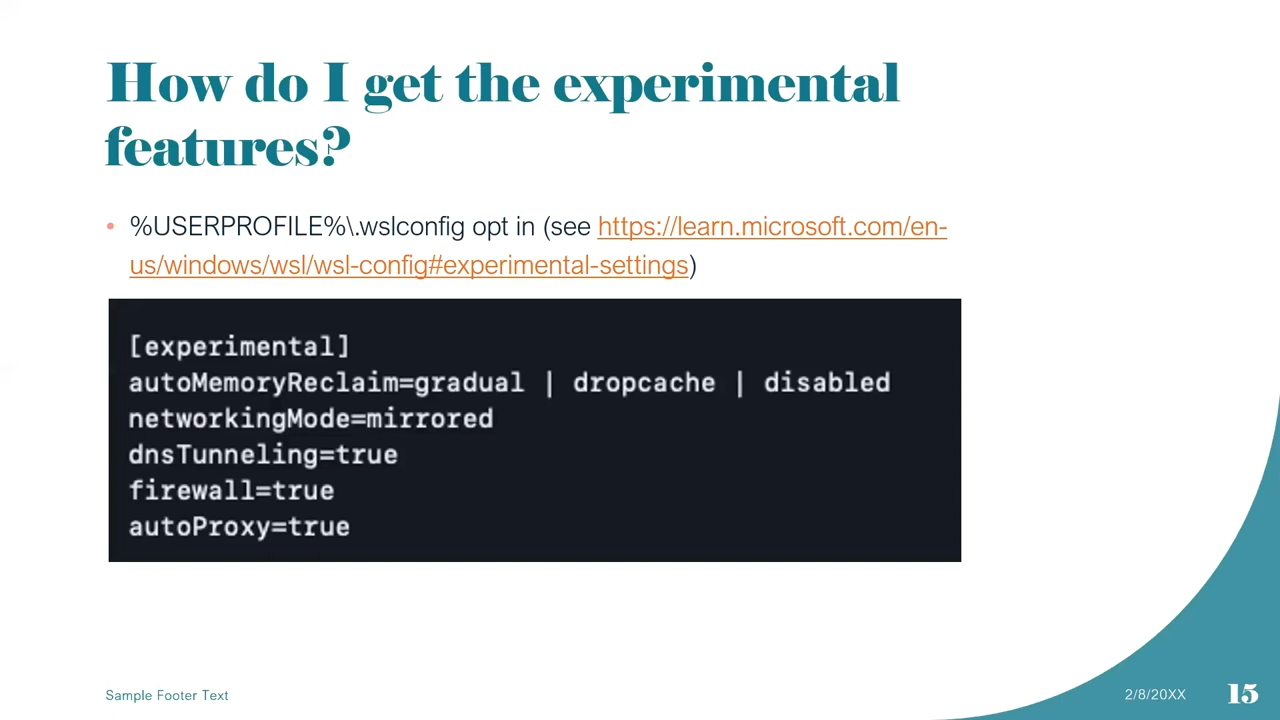 How do I get the experimental
features?
• %USERPROFILE%\.wslconfig opt in (see https://learn.microsoft.com/en-
us/windows/wsl/wsl-config#experimental-settings)
[experimental]
autoMemoryReclaim=gradual | dropcache | disabled
networkingMode=mirrored
dnsTunneling=true
firewall=true
autoProxy=true
Sample Footer Text
2/8/20XX
15